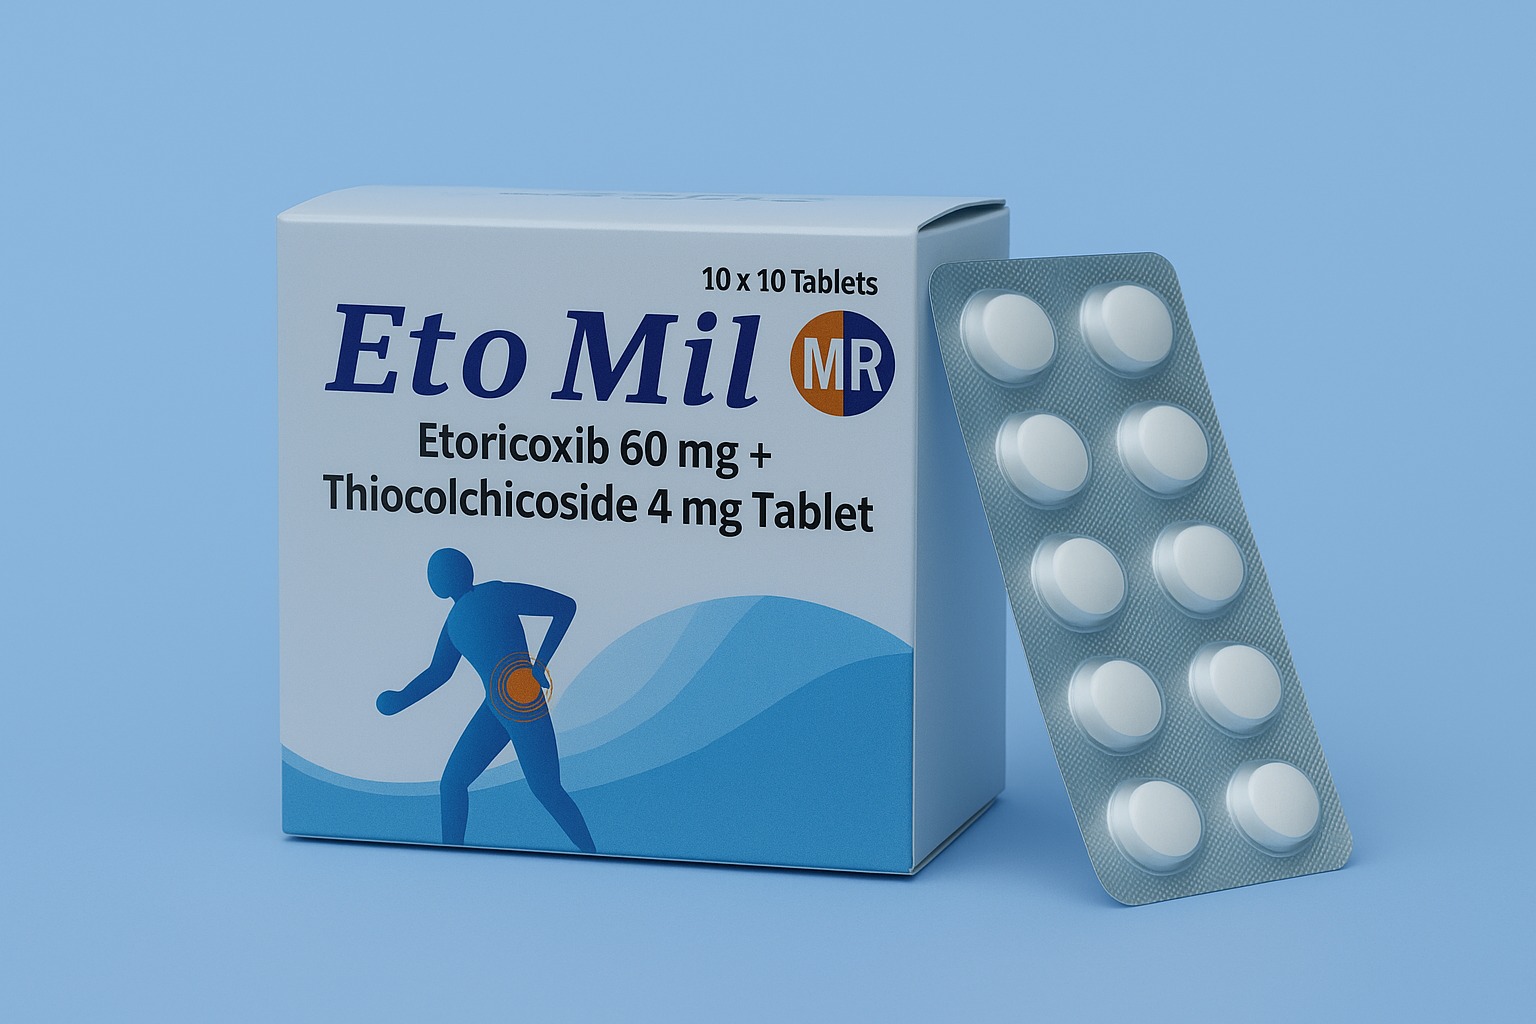 10 x 10 Tablets
Eto Mil MR
Etoricoxib 60 mg +
Thiocolchicoside 4 mg Tablet